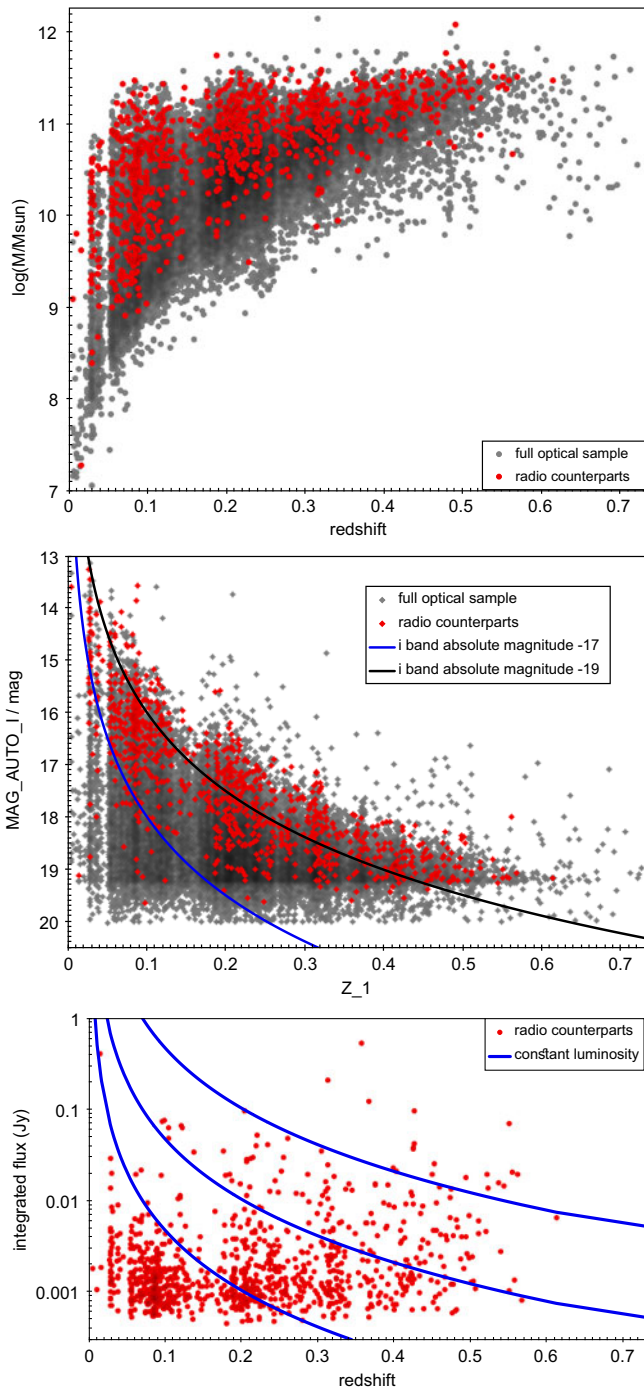 12
11
10
9
8
7
log(M/Msun)
full optical sample
radio counterparts
0 0.1 0.2 0.3 0.4 0.5 0.6 0.7
redshift
13
14
15
16
17
18
19
20
MAG_AUTO_I / mag
full optical sample
radio counterparts
i band absolute magnitude -17
i band absolute magnitude -19
0 0.1 0.2 0.3 0.4 0.5 0.6 0.7
Z_1
1
0.1
0.01
0.001
integrated flux (Jy)
radio counterparts
constant luminosity
0 0.1 0.2 0.3 0.4 0.5 0.6 0.7
redshift